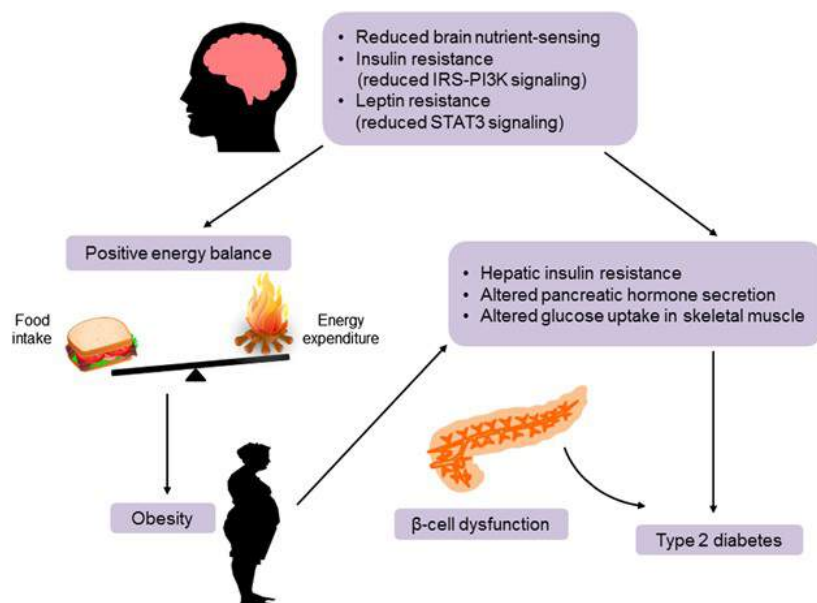 • Reduced brain nutrient-sensing
• Insulin resistance
(reduced IRS-PI3K signaling)
• Leptin resistance
(reduced STAT3 signaling)
Positive energy balance
Food
intake
Energy
expenditure
• Hepatic insulin resistance
• Altered pancreatic hormone secretion
• Altered glucose uptake in skeletal muscle
Obesity
β-cell dysfunction
Type 2 diabetes